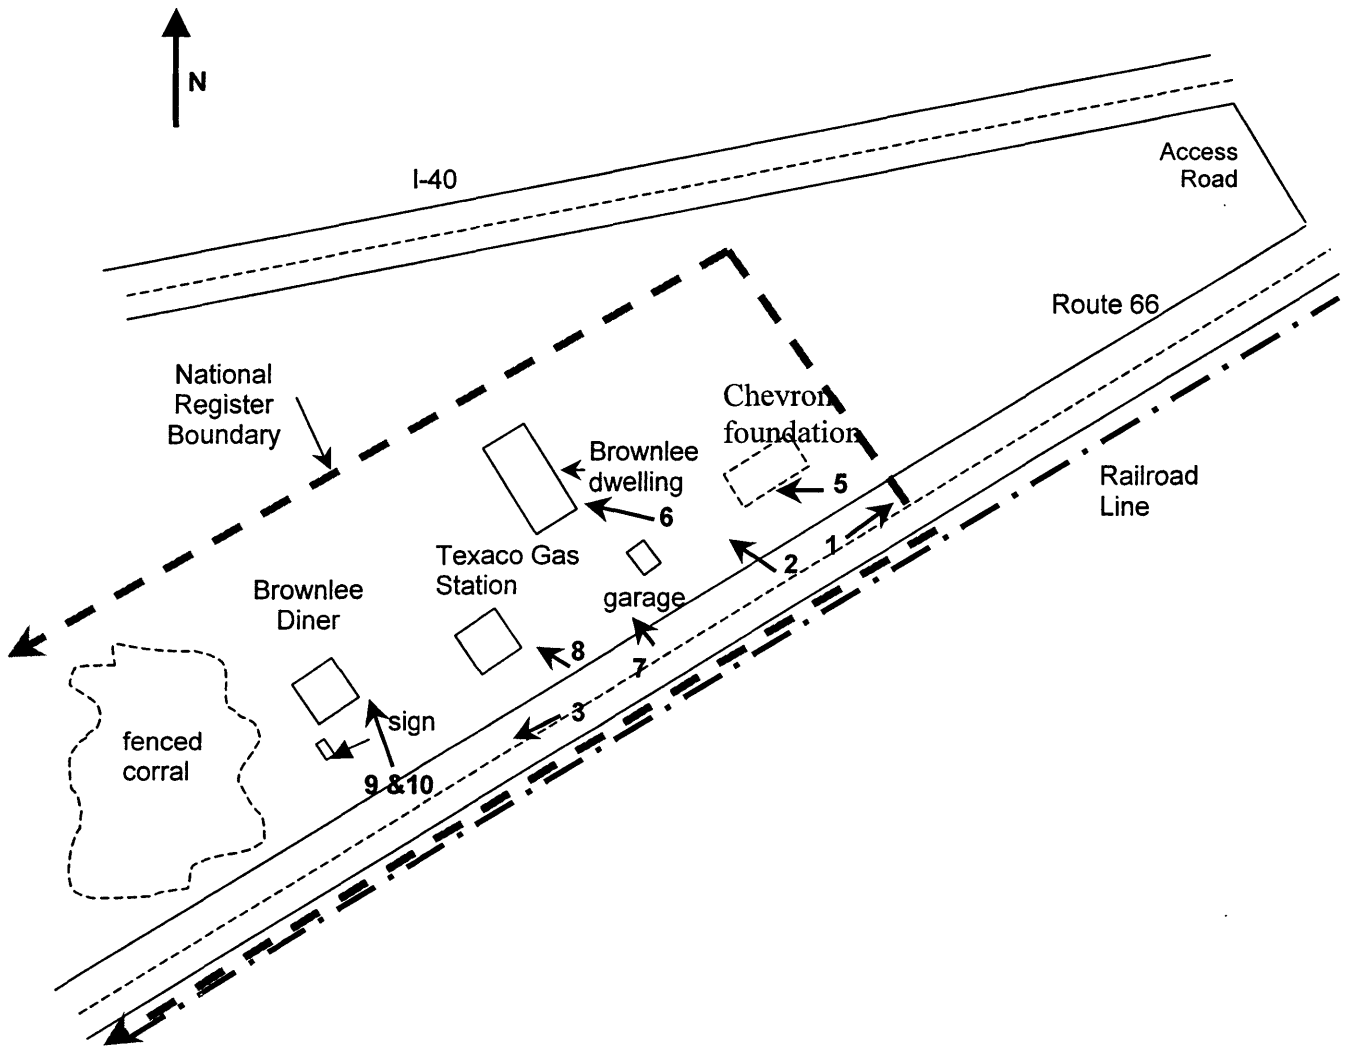 N
I-40
Access
Road
Route 66
National
Register
Boundary
Chevron
foundation
Brownlee
dwelling
5
Railroad
Line
6
1
2
Texaco Gas
Station
garage
Brownlee
Diner
8
7
3
sign
fenced
corral
9 &10